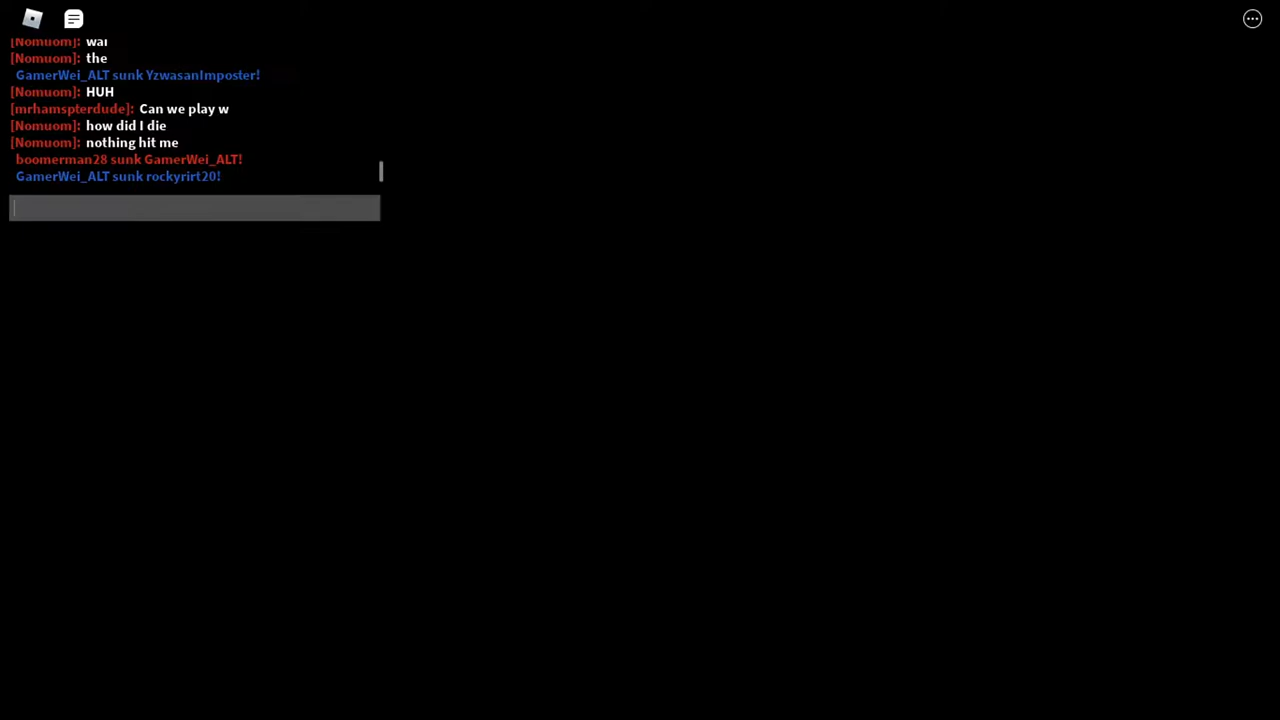 [Nomuom]: wai
[Nomuom]: the
GamerWei_ALT sunk YzwasanImposter!
[Nomuom]: HUH
[mrhamspterdude]: Can we play w
[Nomuom]: how did I die
[Nomuom]: nothing hit me
boomerman28 sunk GamerWei_ALT!
GamerWei_ALT sunk rockyrirt20!